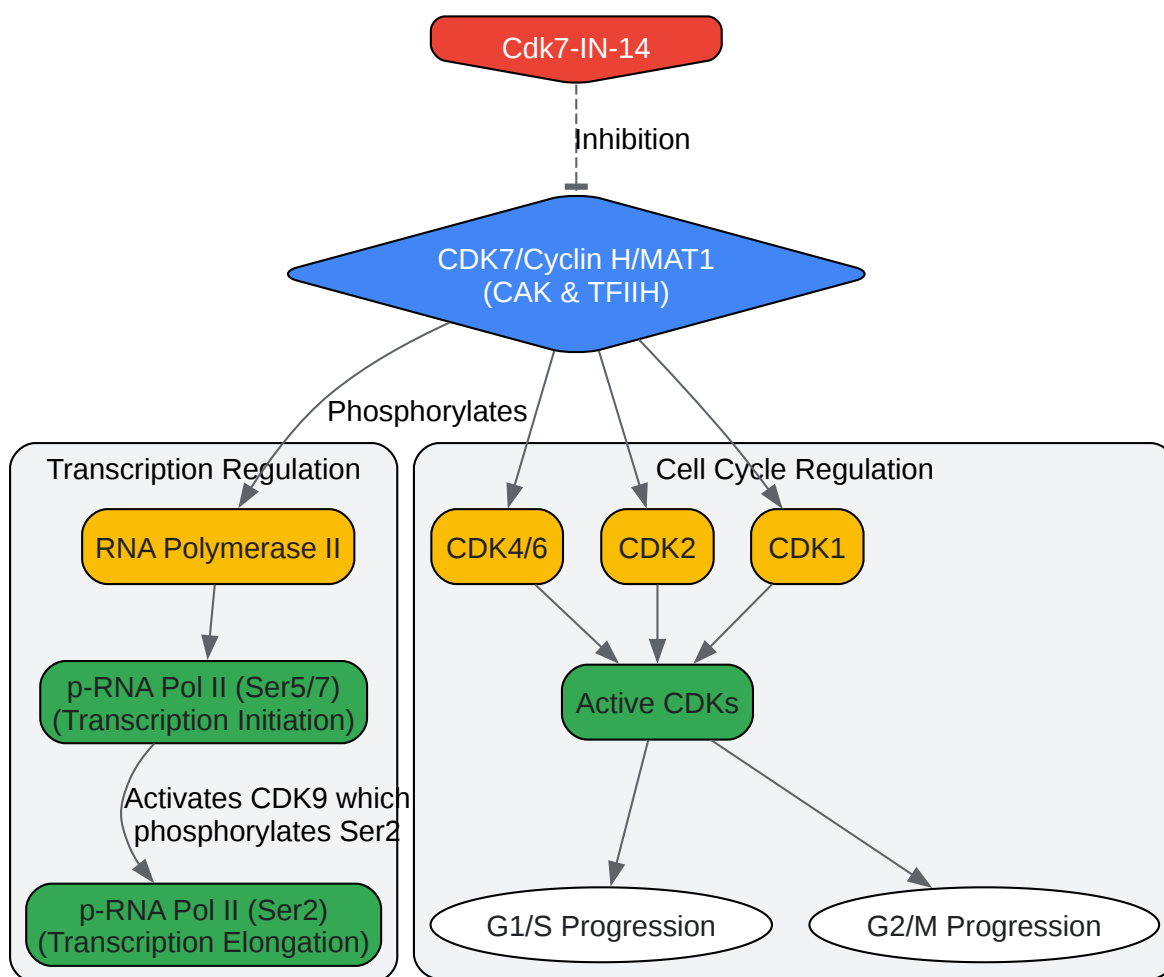 Cdk7-IN-14
Inhibition
CDK7/Cyclin H/MAT1
(CAK & TFIIH)
Phosphorylates
Transcription Regulation
RNA Polymerase II
p-RNA Pol II (Ser5/7)
(Transcription Initiation)
Activates CDK9 which
phosphorylates Ser2
p-RNA Pol II (Ser2)
(Transcription Elongation)
Cell Cycle Regulation
CDK4/6
CDK2
CDK1
Active CDKs
G1/S Progression
G2/M Progression